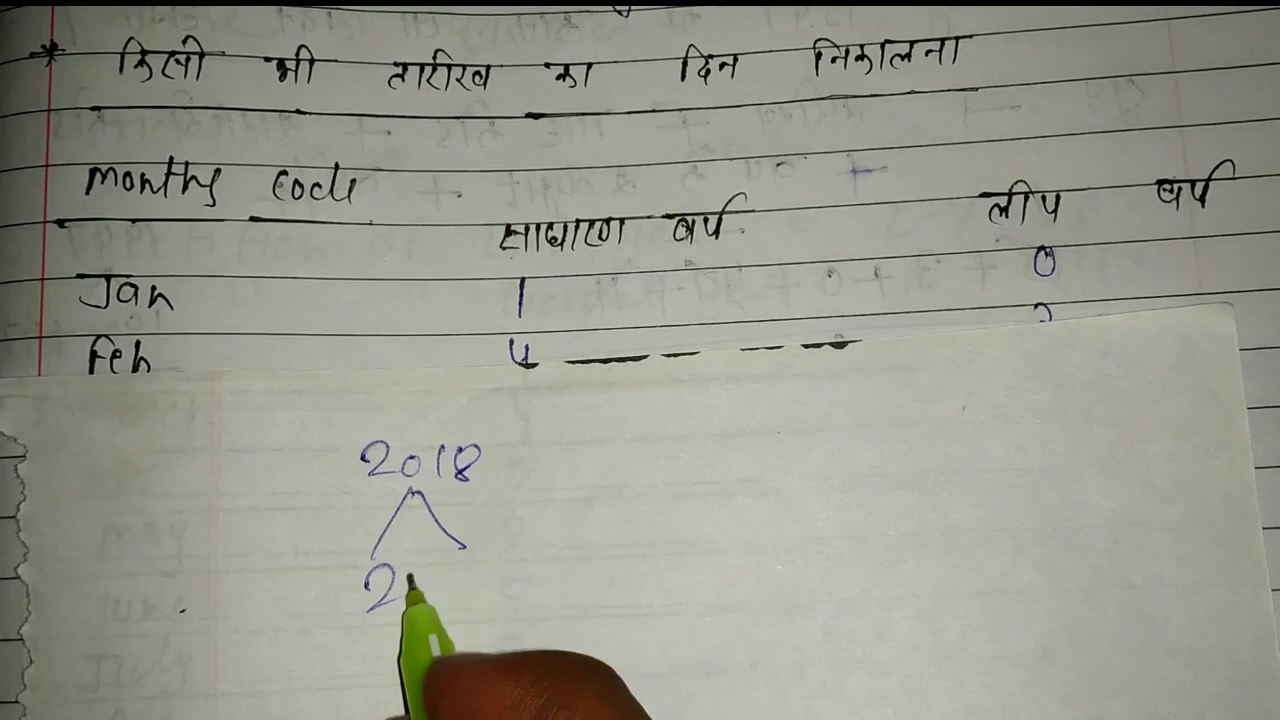 * किसी भी तारीख का दिन निकालना
Months code
साधारण वर्ष लीप वर्ष
Jan 1 0
Feb 4
2018
2